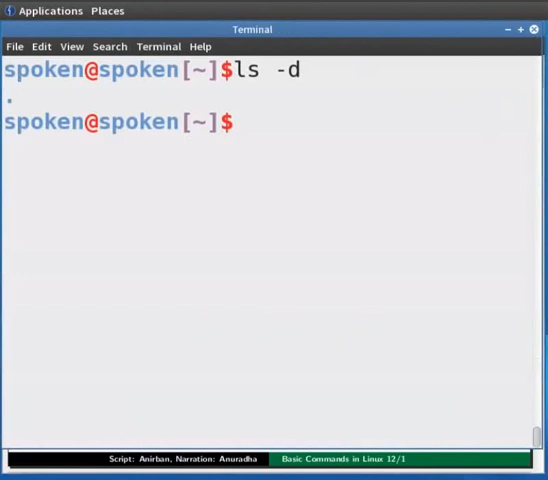 Applications Places
Terminal
File Edit View Search Terminal Help
spoken@spoken[~]$ls -d
.
spoken@spoken[~]$
Script: Anirban, Narration: Anuradha Basic Commands in Linux 12/1